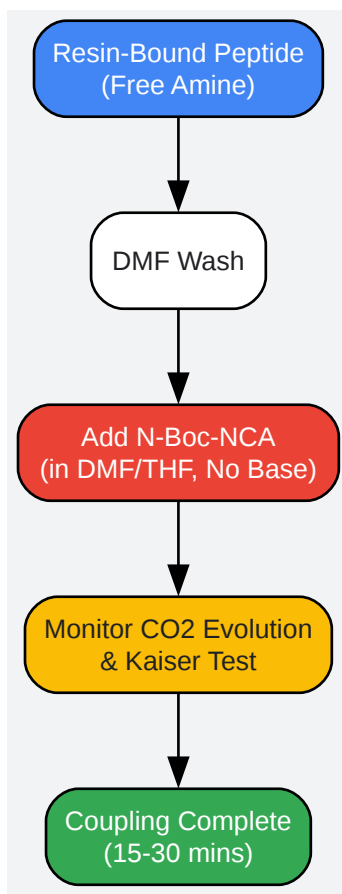 Resin-Bound Peptide
(Free Amine)
DMF Wash
Add N-Boc-NCA
(in DMF/THF, No Base)
Monitor CO2 Evolution
& Kaiser Test
Coupling Complete
(15-30 mins)